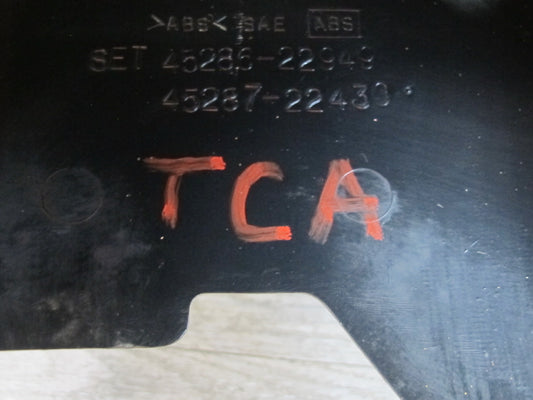 >ABS< SAE ABS
SET 45286-22949
45287-22430
TCA